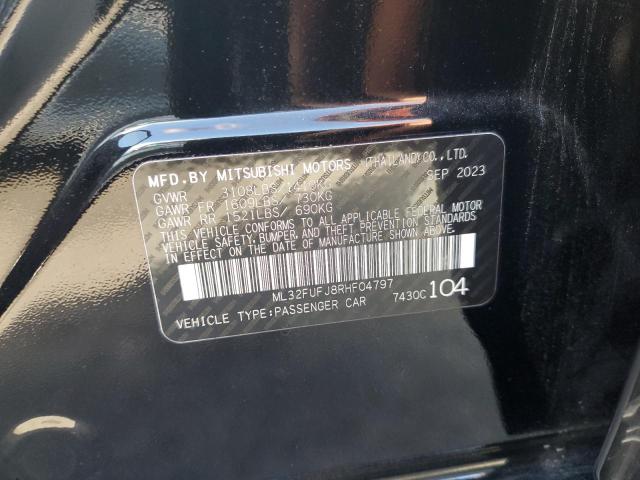 MFD.BY MITSUBISHI MOTORS (THAILAND)CO.,LTD.
SEP 2023
GVWR 3108LBS/1410KG
GAWR FR 1609LBS/ 730KG
GAWR RR 1521LBS/ 690KG
THIS VEHICLE CONFORMS TO ALL APPLICABLE FEDERAL MOTOR
VEHICLE SAFETY, BUMPER, AND THEFT PREVENTION STANDARDS
IN EFFECT ON THE DATE OF MANUFACTURE SHOWN ABOVE.
ML32FUFJ8RHF04797
VEHICLE TYPE:PASSENGER CAR 7430C 104